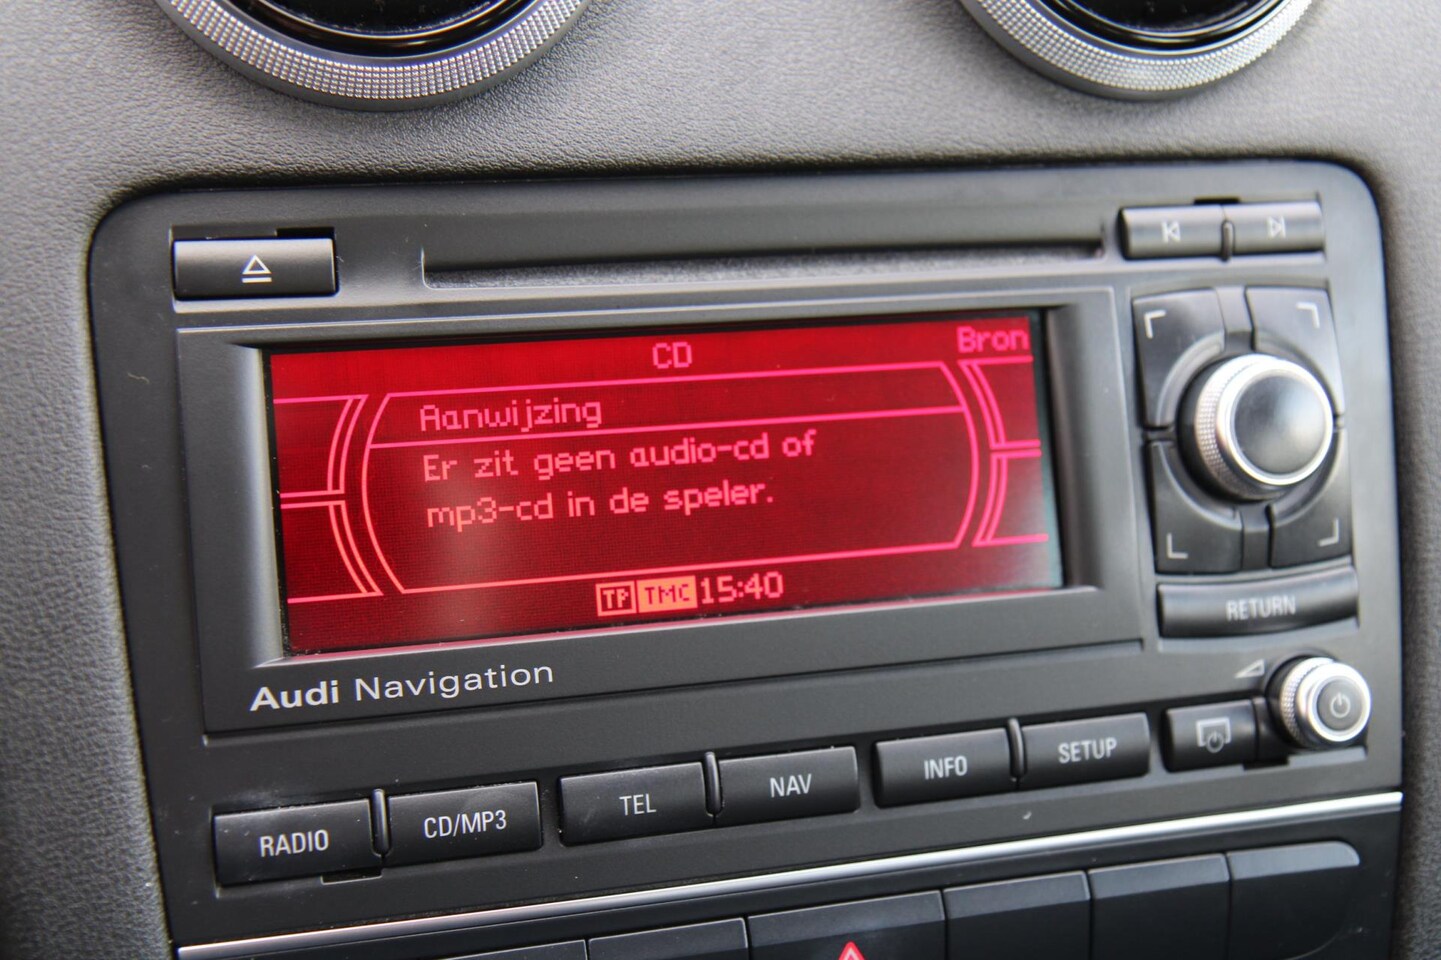 CD
Bron
Aanwijzing
Er zit geen audio-cd of
mp3-cd in de speler.
TP TMC 15:40
Audi Navigation
RETURN
RADIO CD/MP3 TEL NAV INFO SETUP